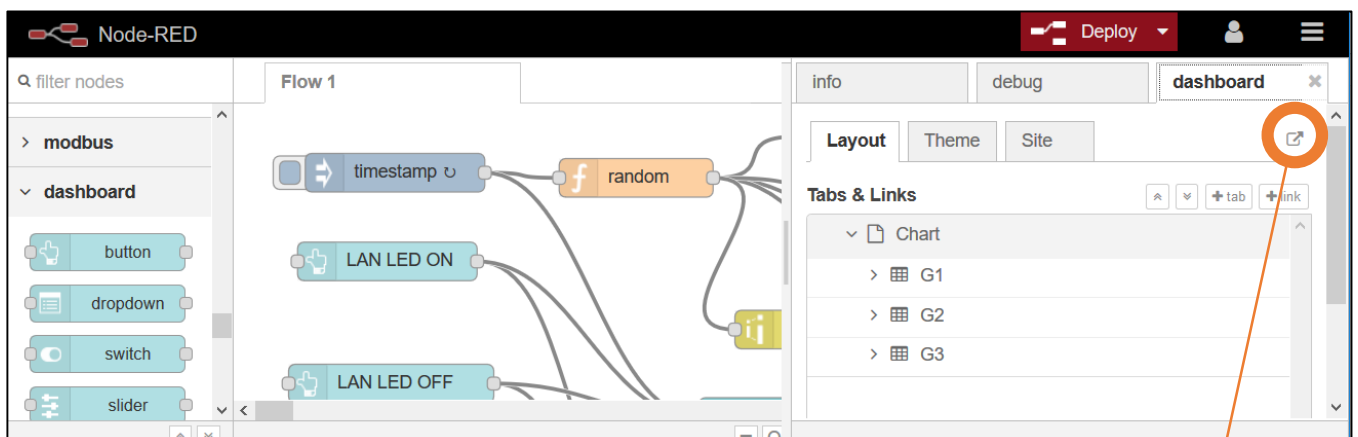 Node-RED
Deploy
filter nodes
Flow 1
info
debug
dashboard
modbus
dashboard
timestamp ↻
random
Layout
Theme
Site
Tabs & Links
+ tab
+ link
button
LAN LED ON
Chart
dropdown
G1
G2
switch
G3
slider
LAN LED OFF